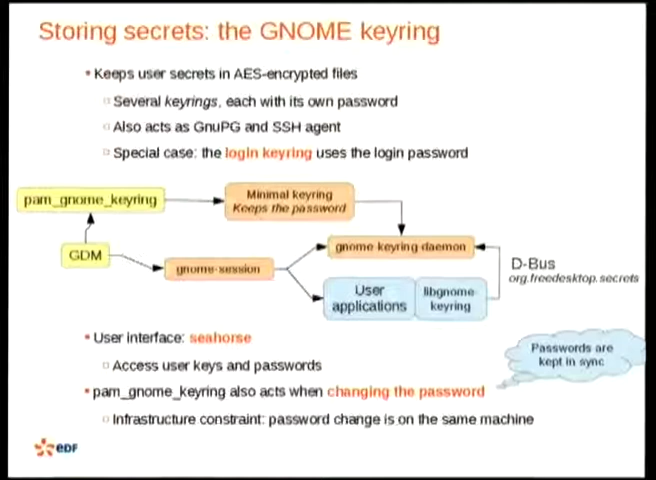 Storing secrets: the GNOME keyring
Keeps user secrets in AES-encrypted files
Several keyrings, each with its own password
Also acts as GnuPG and SSH agent
Special case: the login keyring uses the login password
pam_gnome_keyring
Minimal keyring
Keeps the password
GDM
gnome-session
gnome keyring daemon
User
applications
libgnome
keyring
D-Bus
org.freedesktop.secrets
User interface: seahorse
Passwords are
kept in sync
Access user keys and passwords
pam_gnome_keyring also acts when changing the password
Infrastructure constraint: password change is on the same machine
eDF